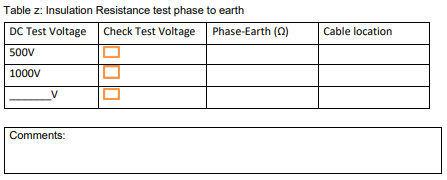 Table z: Insulation Resistance test phase to earth
DC Test Voltage Check Test Voltage Phase-Earth (Ω) Cable location
500V
1000V
_______V
Comments: